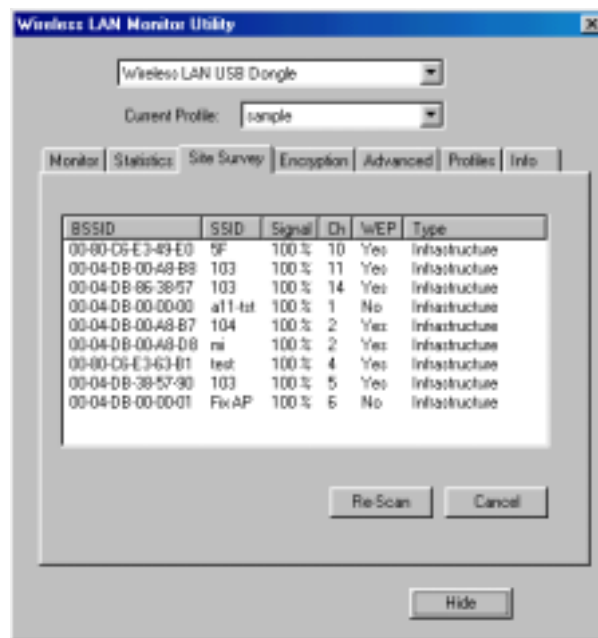 Wireless LAN Monitor Utility
Wireless LAN USB Dongle
Current Profile: sample
Monitor Statistics Site Survey Encryption Advanced Profiles Info
BSSID SSID Signal Ch WEP Type
00-80-C6-E3-49-E0 5F 100 % 10 Yes Infrastructure
00-04-DB-00-A8-B8 103 100 % 11 Yes Infrastructure
00-04-DB-86-38-57 103 100 % 14 Yes Infrastructure
00-04-DB-00-00-00 a11-tst 100 % 1 No Infrastructure
00-04-DB-00-A8-B7 104 100 % 2 Yes Infrastructure
00-04-DB-00-A8-D8 mi 100 % 2 Yes Infrastructure
00-80-C6-E3-63-B1 test 100 % 4 Yes Infrastructure
00-04-DB-38-57-90 103 100 % 5 Yes Infrastructure
00-04-DB-00-00-01 Fix AP 100 % 6 No Infrastructure
Re-Scan Cancel
Hide